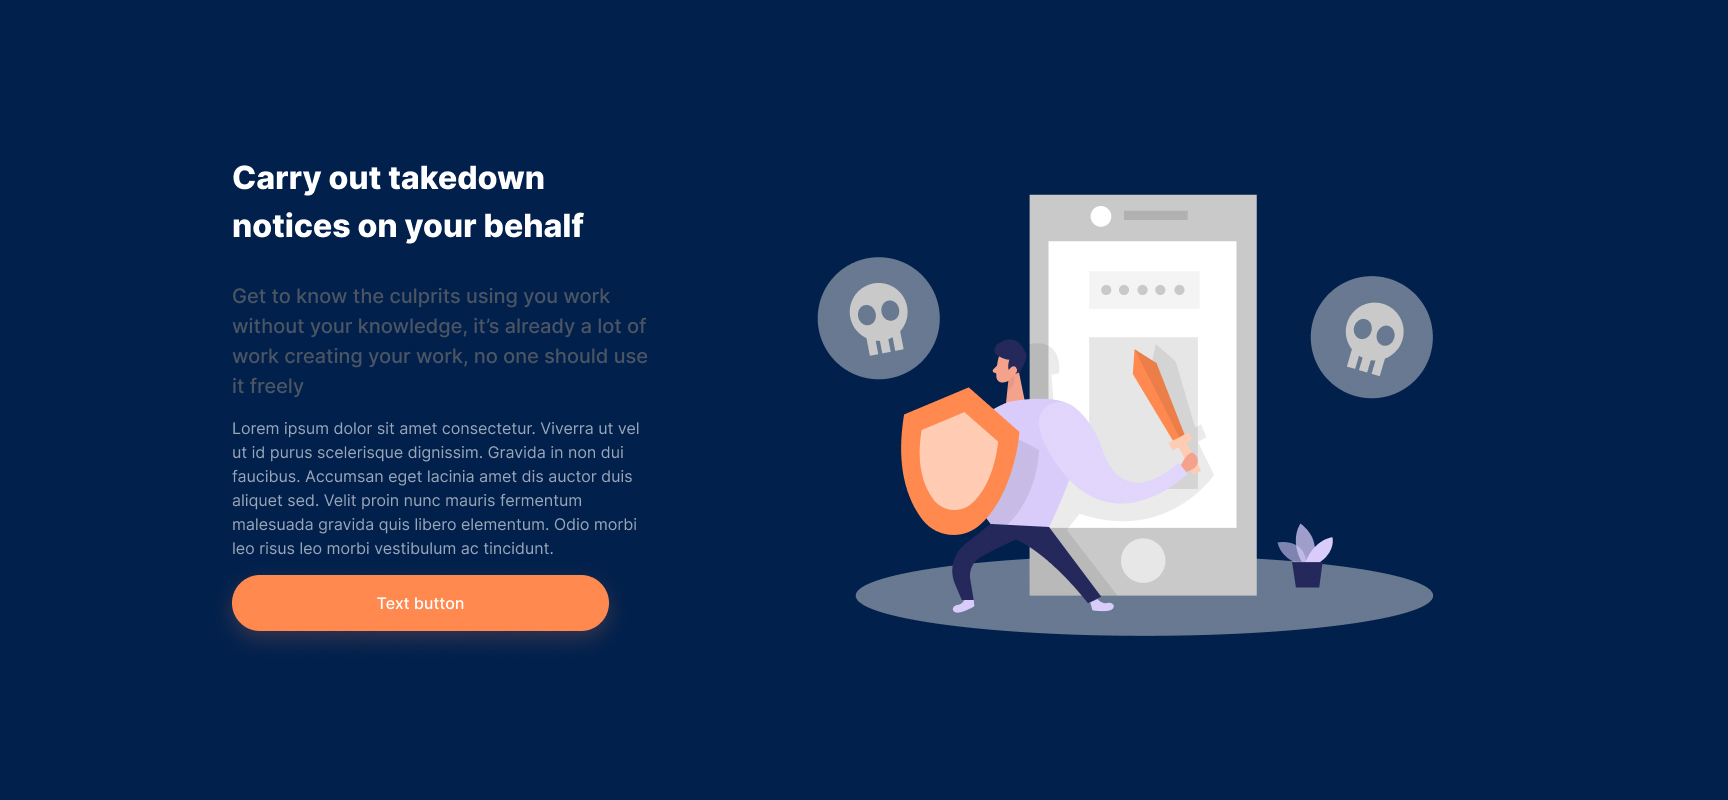 Carry out takedown
notices on your behalf
Get to know the culprits using you work
without your knowledge, it’s already a lot of
work creating your work, no one should use
it freely
Lorem ipsum dolor sit amet consectetur. Viverra ut vel
ut id purus scelerisque dignissim. Gravida in non dui
faucibus. Accumsan eget lacinia amet dis auctor duis
aliquet sed. Velit proin nunc mauris fermentum
malesuada gravida quis libero elementum. Odio morbi
leo risus leo morbi vestibulum ac tincidunt.
Text button